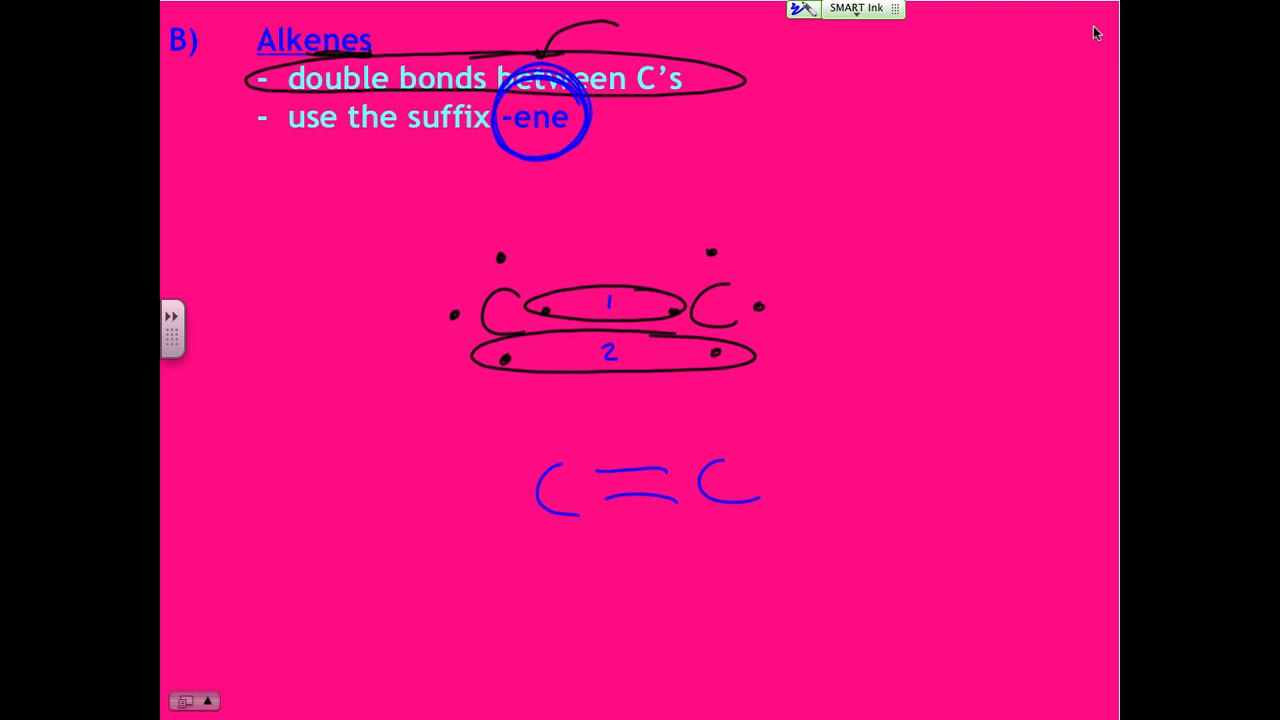 SMART Ink
B) Alkenes
- double bonds between C's
- use the suffix -ene
C 1 C
2
C = C